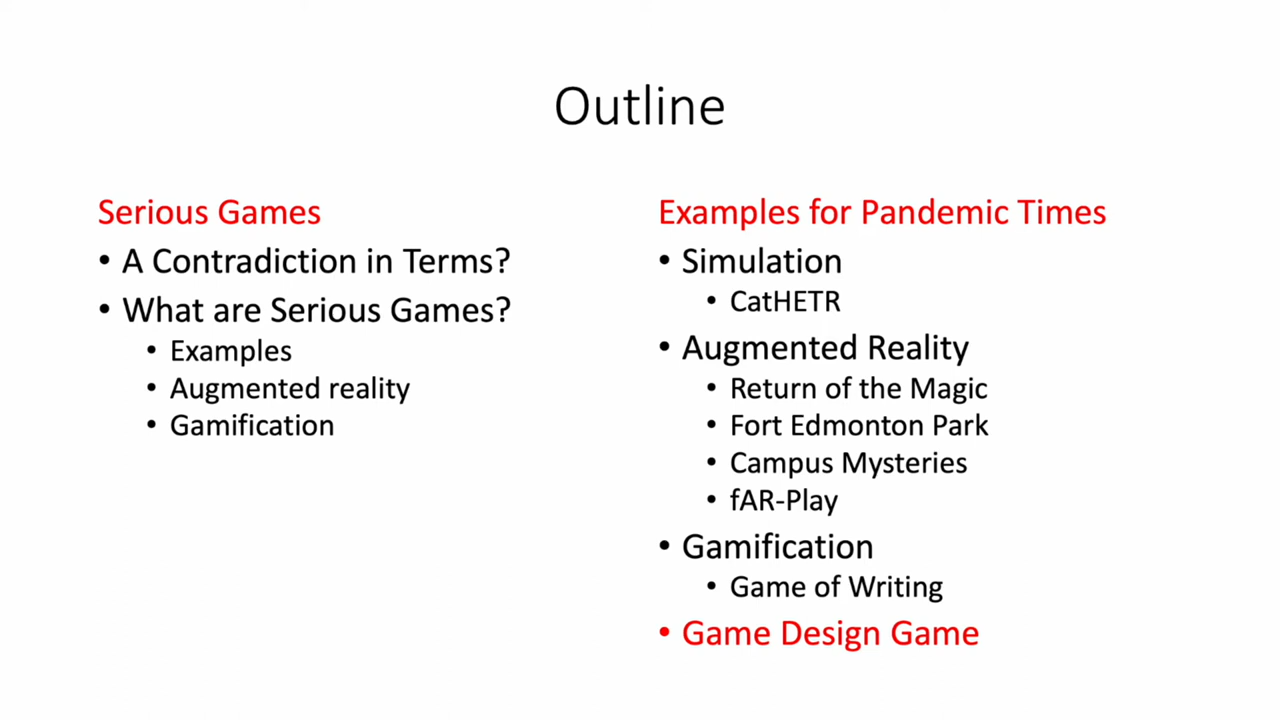 Outline
Serious Games
• A Contradiction in Terms?
• What are Serious Games?
• Examples
• Augmented reality
• Gamification
Examples for Pandemic Times
• Simulation
• CatHETR
• Augmented Reality
• Return of the Magic
• Fort Edmonton Park
• Campus Mysteries
• fAR-Play
• Gamification
• Game of Writing
• Game Design Game